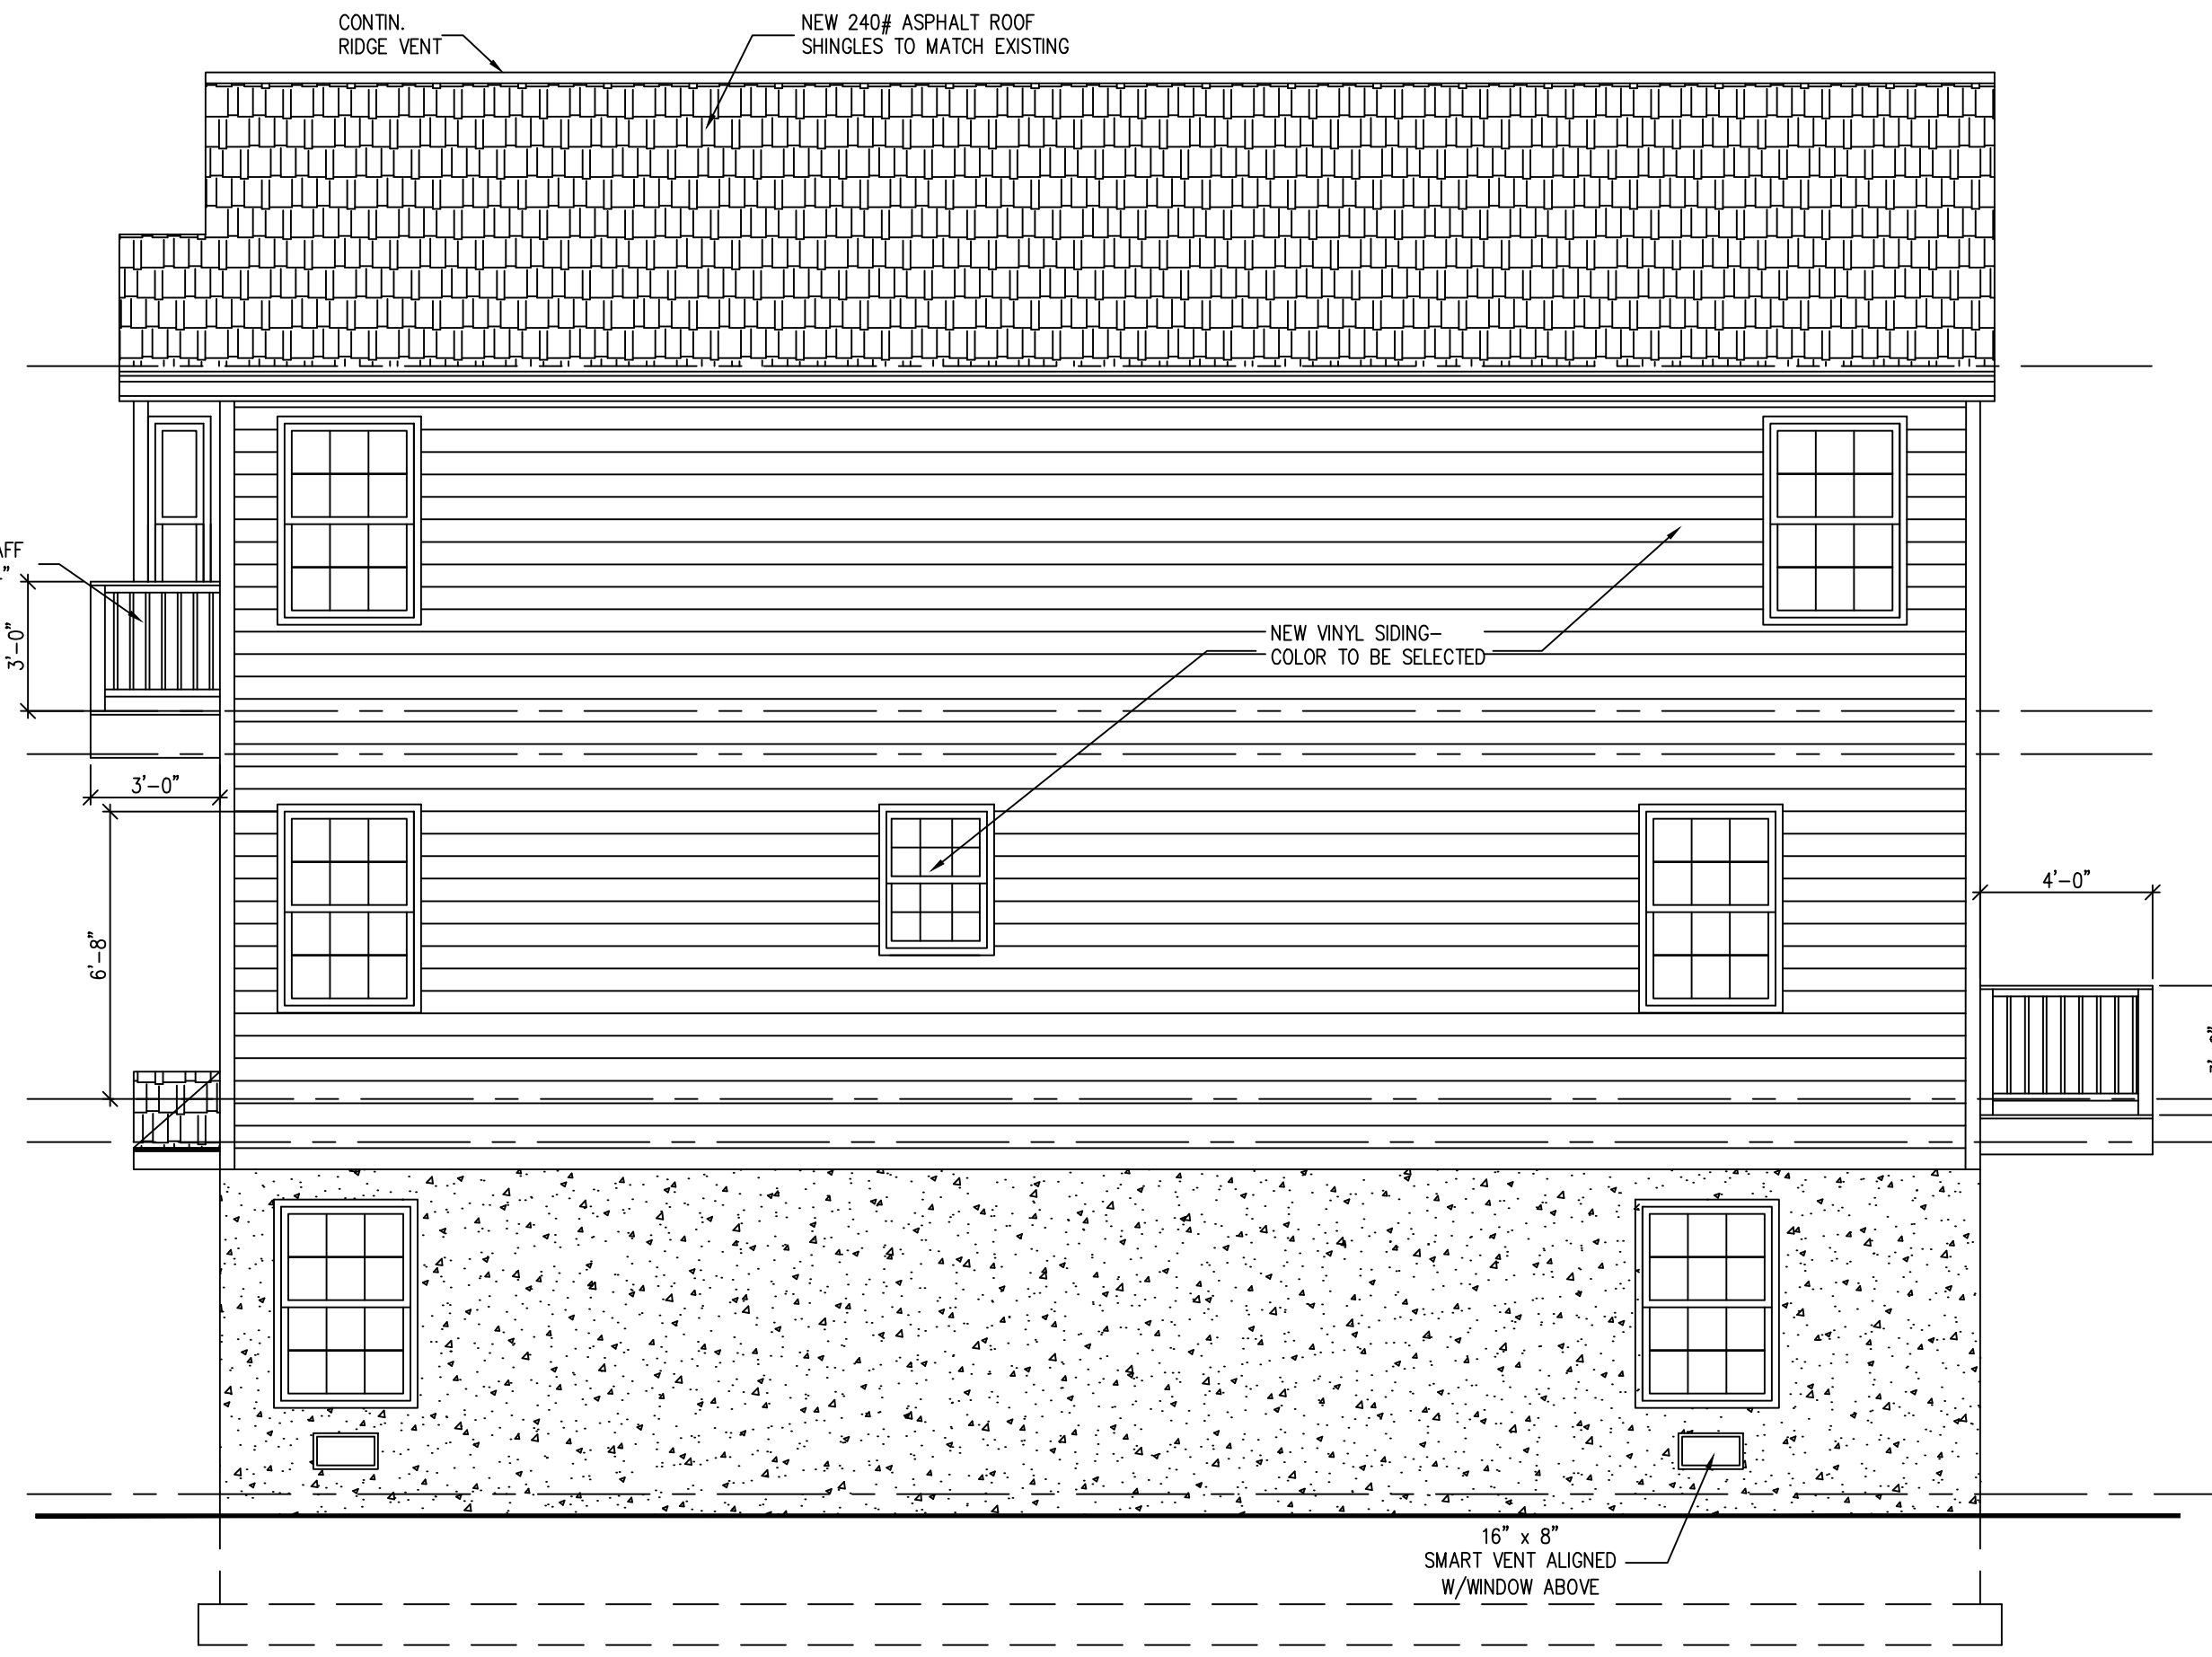 CONTIN.
RIDGE VENT
NEW 240# ASPHALT ROOF
SHINGLES TO MATCH EXISTING
3'-0"
NEW VINYL SIDING-
COLOR TO BE SELECTED
3'-0"
6'-8"
4'-0"
16" x 8"
SMART VENT ALIGNED
W/WINDOW ABOVE